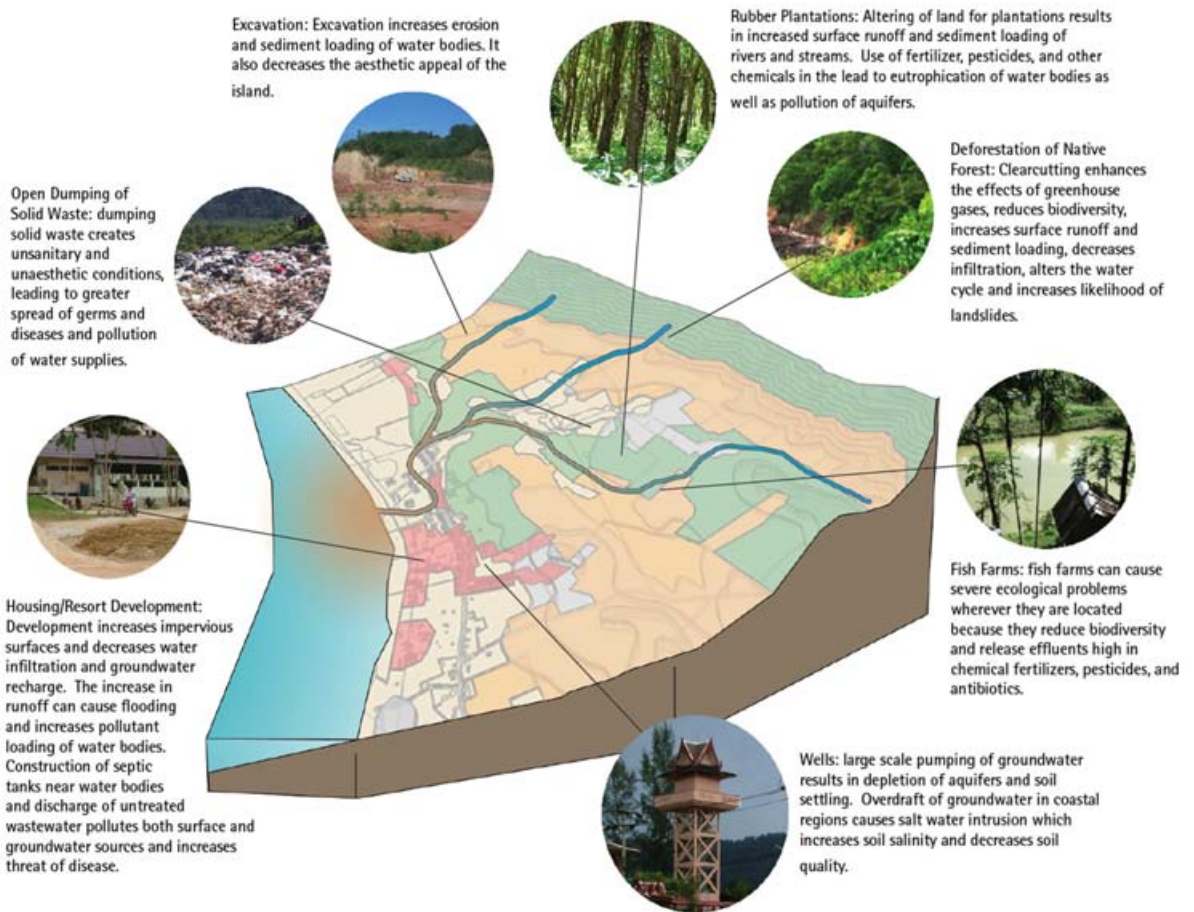 Excavation: Excavation increases erosion
and sediment loading of water bodies. It
also decreases the aesthetic appeal of the
island.
Rubber Plantations: Altering of land for plantations results
in increased surface runoff and sediment loading of
rivers and streams. Use of fertilizer, pesticides, and other
chemicals in the lead to eutrophication of water bodies as
well as pollution of aquifers.
Open Dumping of
Solid Waste: dumping
solid waste creates
unsanitary and
unaesthetic conditions,
leading to greater
spread of germs and
diseases and pollution
of water supplies.
Deforestation of Native
Forest: Clearcutting enhances
the effects of greenhouse
gases, reduces biodiversity,
increases surface runoff and
sediment loading, decreases
infiltration, alters the water
cycle and increases likelihood of
landslides.
Housing/Resort Development:
Development increases impervious
surfaces and decreases water
infiltration and groundwater
recharge. The increase in
runoff can cause flooding
and increases pollutant
loading of water bodies.
Construction of septic
tanks near water bodies
and discharge of untreated
wastewater pollutes both surface and
groundwater sources and increases
threat of disease.
Fish Farms: fish farms can cause
severe ecological problems
wherever they are located
because they reduce biodiversity
and release effluents high in
chemical fertilizers, pesticides, and
antibiotics.
Wells: large scale pumping of groundwater
results in depletion of aquifers and soil
settling. Overdraft of groundwater in coastal
regions causes salt water intrusion which
increases soil salinity and decreases soil
quality.